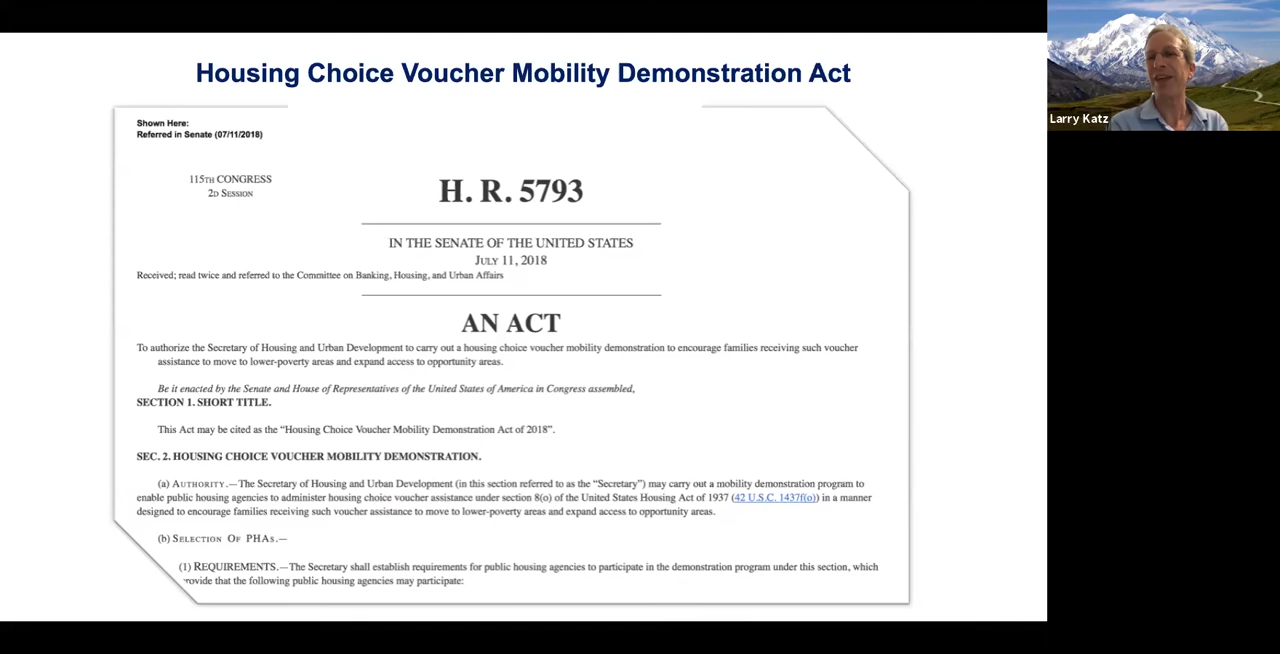 Housing Choice Voucher Mobility Demonstration Act
Larry Katz
Shown Here:
Referred in Senate (07/11/2018)
115TH CONGRESS
2D SESSION
H. R. 5793
IN THE SENATE OF THE UNITED STATES
JULY 11, 2018
Received; read twice and referred to the Committee on Banking, Housing, and Urban Affairs
AN ACT
To authorize the Secretary of Housing and Urban Development to carry out a housing choice voucher mobility demonstration to encourage families receiving such voucher
assistance to move to lower-poverty areas and expand access to opportunity areas.
Be it enacted by the Senate and House of Representatives of the United States of America in Congress assembled,
SECTION 1. SHORT TITLE.
This Act may be cited as the “Housing Choice Voucher Mobility Demonstration Act of 2018”.
SEC. 2. HOUSING CHOICE VOUCHER MOBILITY DEMONSTRATION.
(a) AUTHORITY.—The Secretary of Housing and Urban Development (in this section referred to as the “Secretary”) may carry out a mobility demonstration program to
enable public housing agencies to administer housing choice voucher assistance under section 8(o) of the United States Housing Act of 1937 (42 U.S.C. 1437f(o)) in a manner
designed to encourage families receiving such voucher assistance to move to lower-poverty areas and expand access to opportunity areas.
(b) SELECTION OF PHAS.—
(1) REQUIREMENTS.—The Secretary shall establish requirements for public housing agencies to participate in the demonstration program under this section, which
rovide that the following public housing agencies may participate: